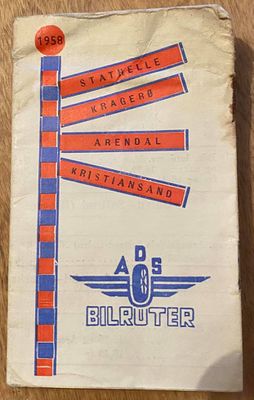 1958
STATHELLE
KRAGERØ
ARENDAL
KRISTIANSAND
ADS
BILRUTER